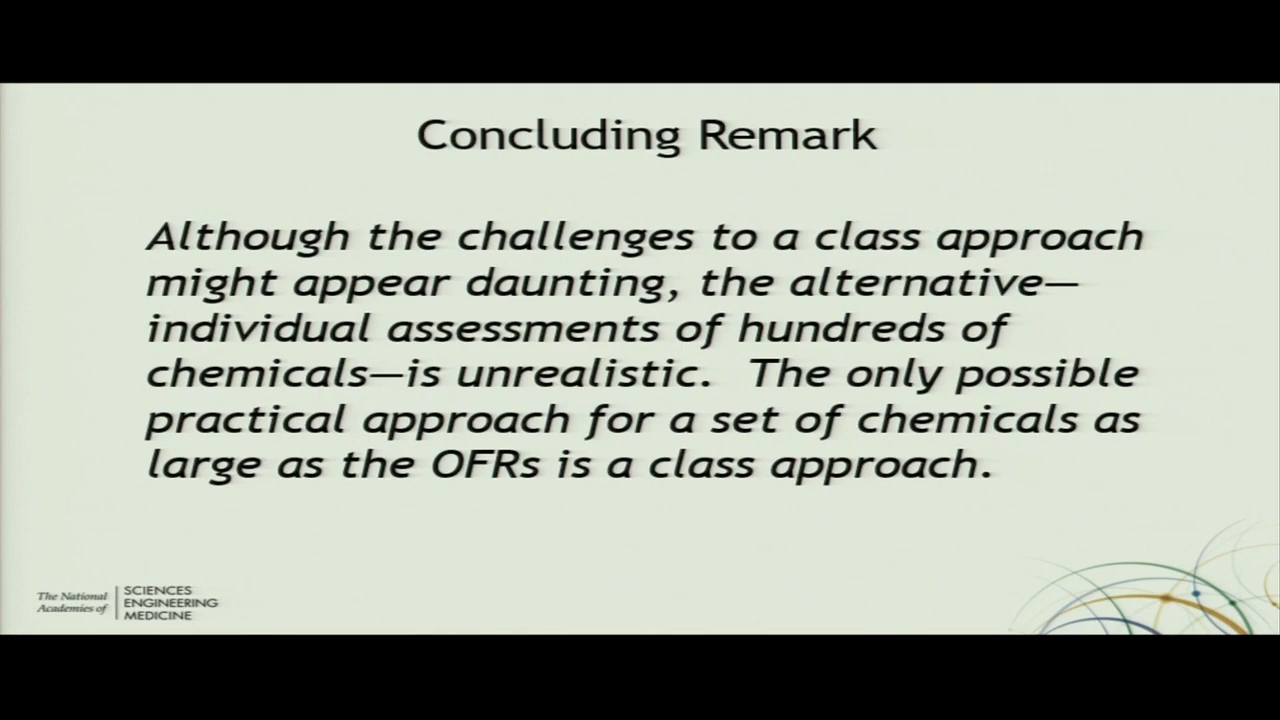 Concluding Remark
Although the challenges to a class approach
might appear daunting, the alternative—
individual assessments of hundreds of
chemicals—is unrealistic.  The only possible
practical approach for a set of chemicals as
large as the OFRs is a class approach.
The National
Academies of
SCIENCES
ENGINEERING
MEDICINE